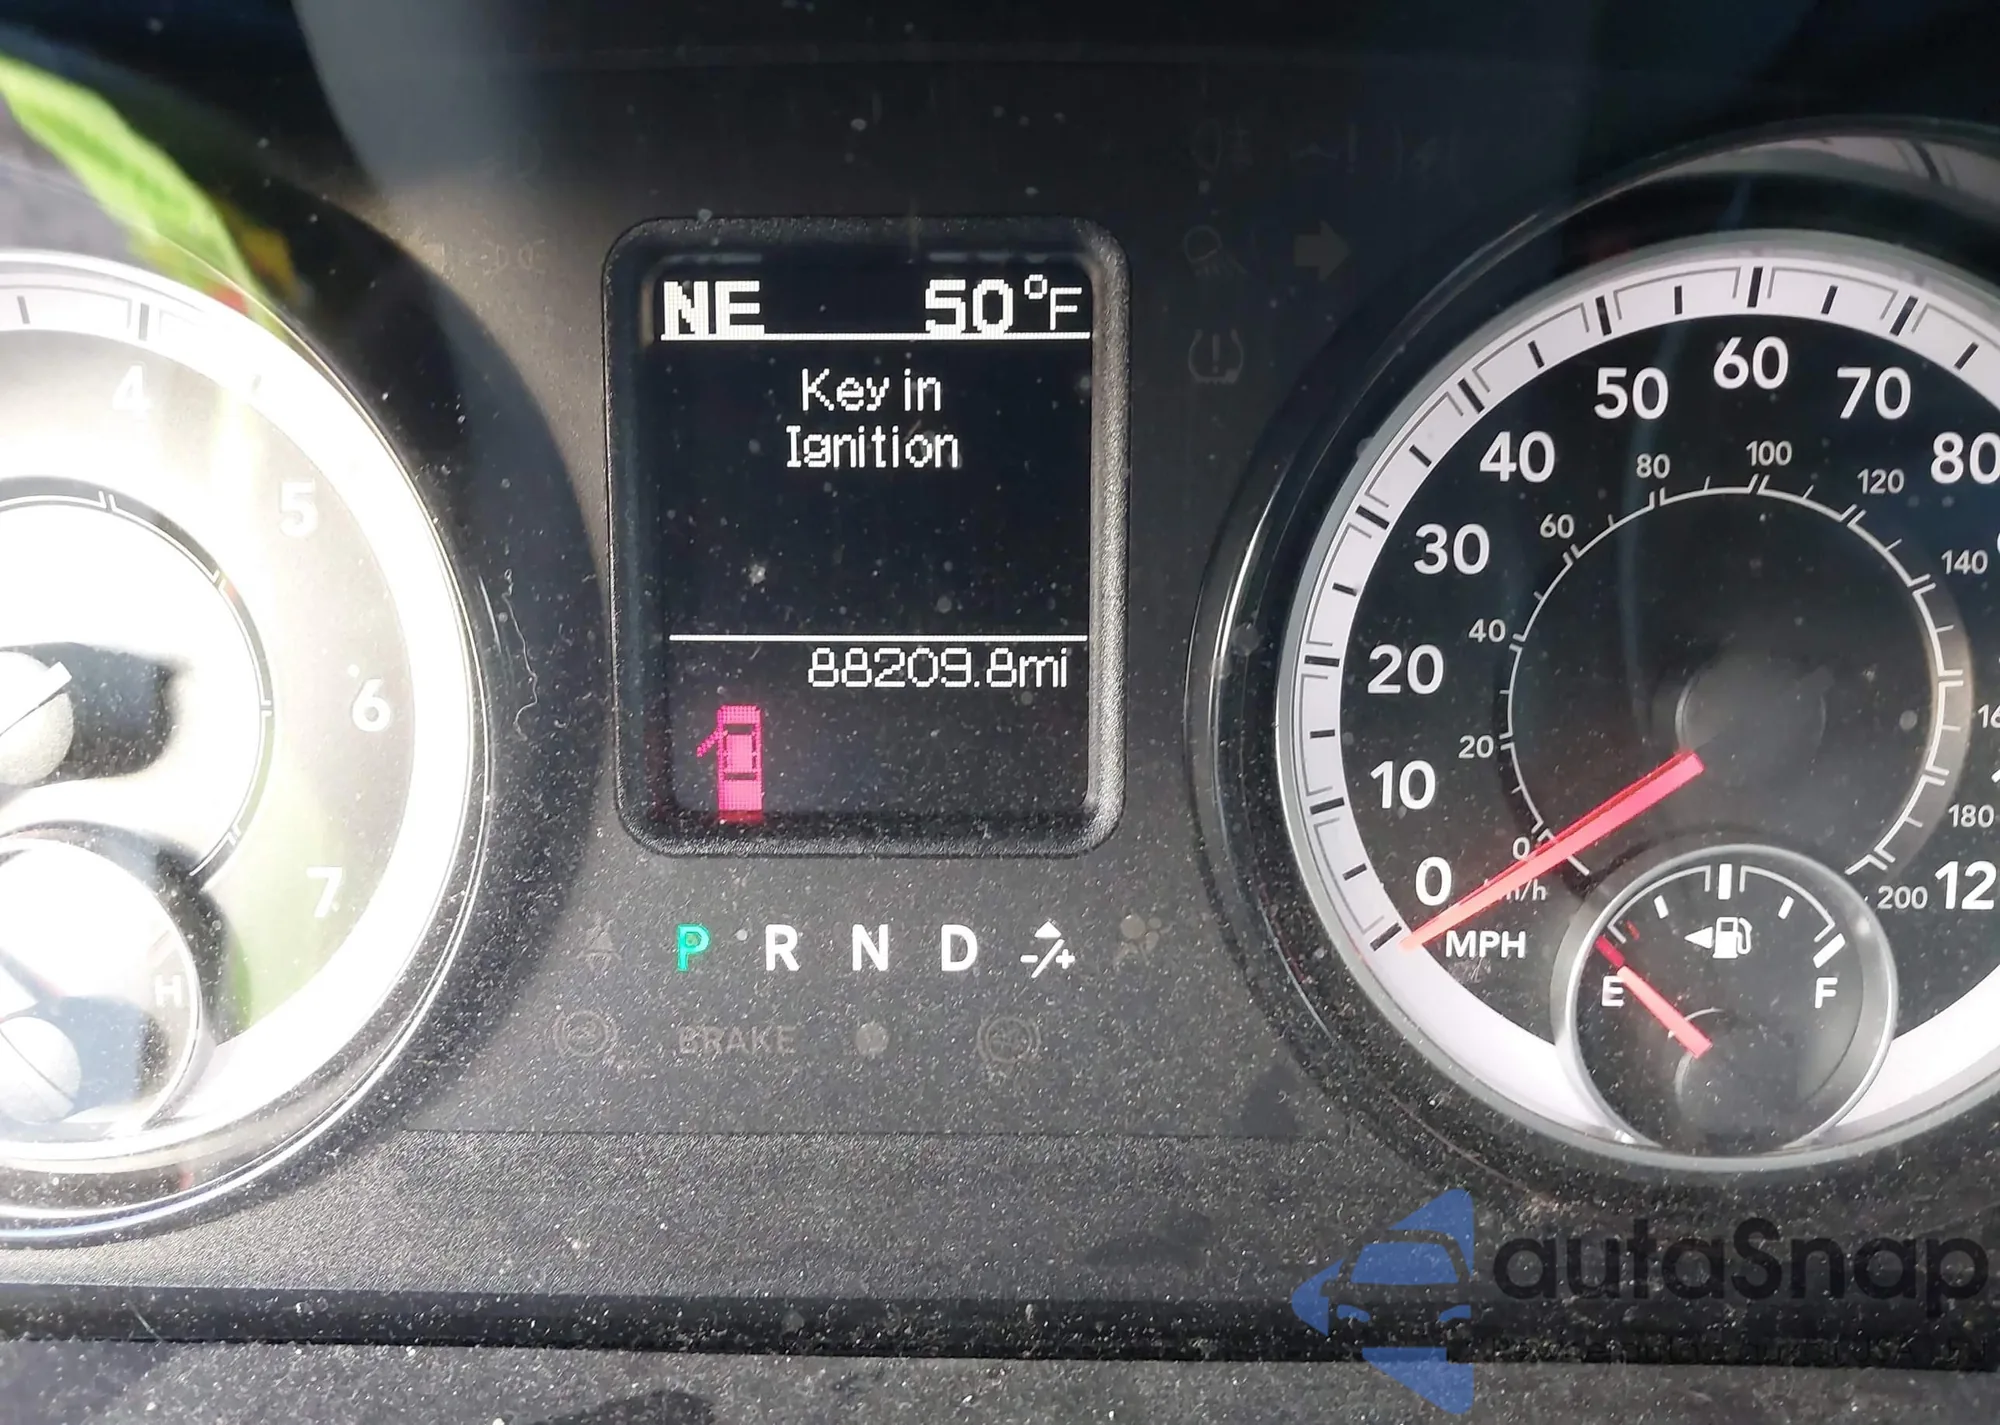 NE 50°F
Key in
Ignition
88209.8mi
P R N D -/+
BRAKE
4
5
6
7
H
0 10 20 30 40 50 60 70 80
0 20 40 60 80 100 120 140 180 200
MPH
E F
autoSnap